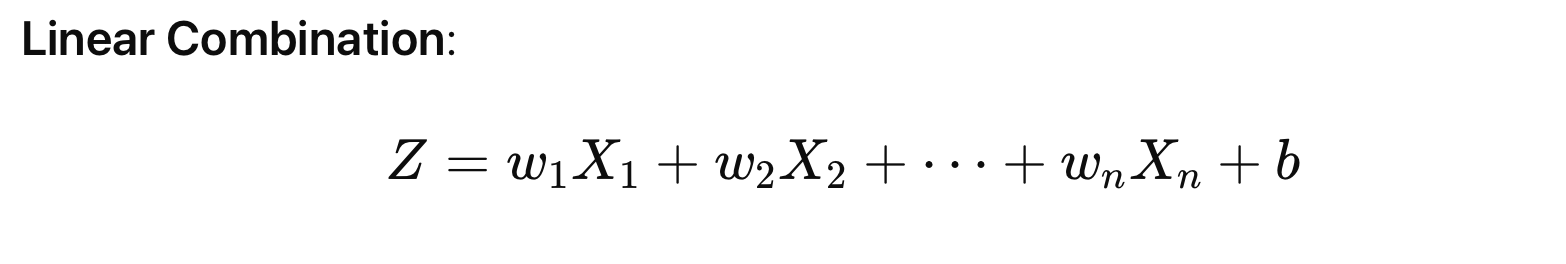 Linear Combination:
Z = w₁X₁ + w₂X₂ + ⋯ + wₙXₙ + b